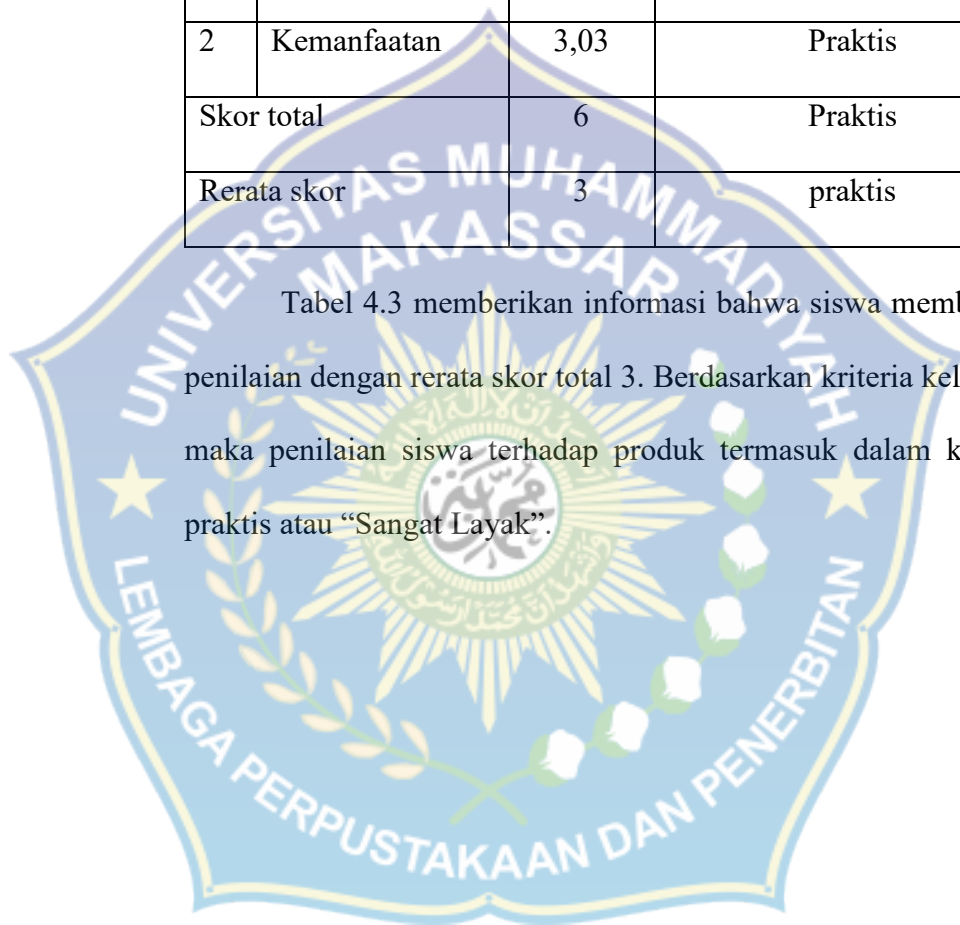 2 Kemanfaatan 3,03 Praktis
Skor total 6 Praktis
Rerata skor 3 praktis
UNIVERSITAS MUHAMMADIYAH
MAKASSAR
Tabel 4.3 memberikan informasi bahwa siswa memb
penilaian dengan rerata skor total 3. Berdasarkan kriteria kel
maka penilaian siswa terhadap produk termasuk dalam k
praktis atau “Sangat Layak”.
LEMBAGA PERPUSTAKAAN DAN PENERBITAN